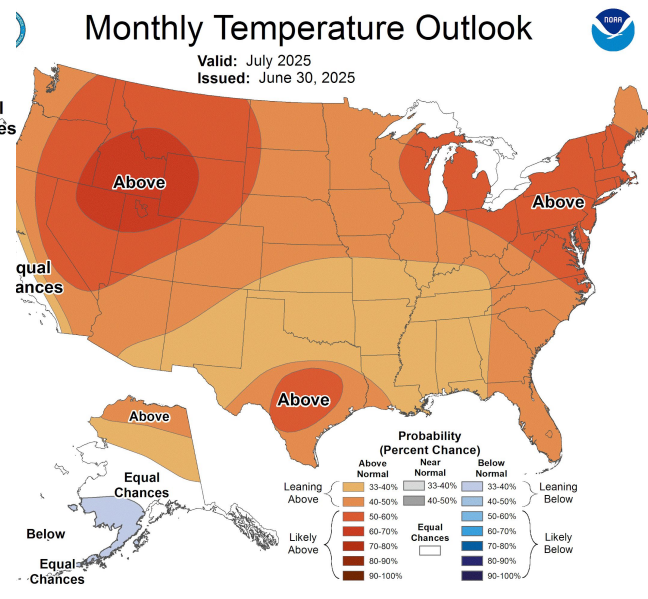 Monthly Temperature Outlook
NOAA
Valid: July 2025
Issued: June 30, 2025
Above
Above
qual
ances
Above
Above
Equal
Chances
Below
Equal
Chances
Probability
(Percent Chance)
Above
Normal
Near
Normal
Below
Normal
Leaning
Above
33-40%
33-40%
33-40%
Leaning
Below
40-50%
40-50%
40-50%
Likely
Above
50-60%
50-60%
60-70%
60-70%
Equal
Chances
70-80%
70-80%
80-90%
80-90%
90-100%
90-100%
Likely
Below